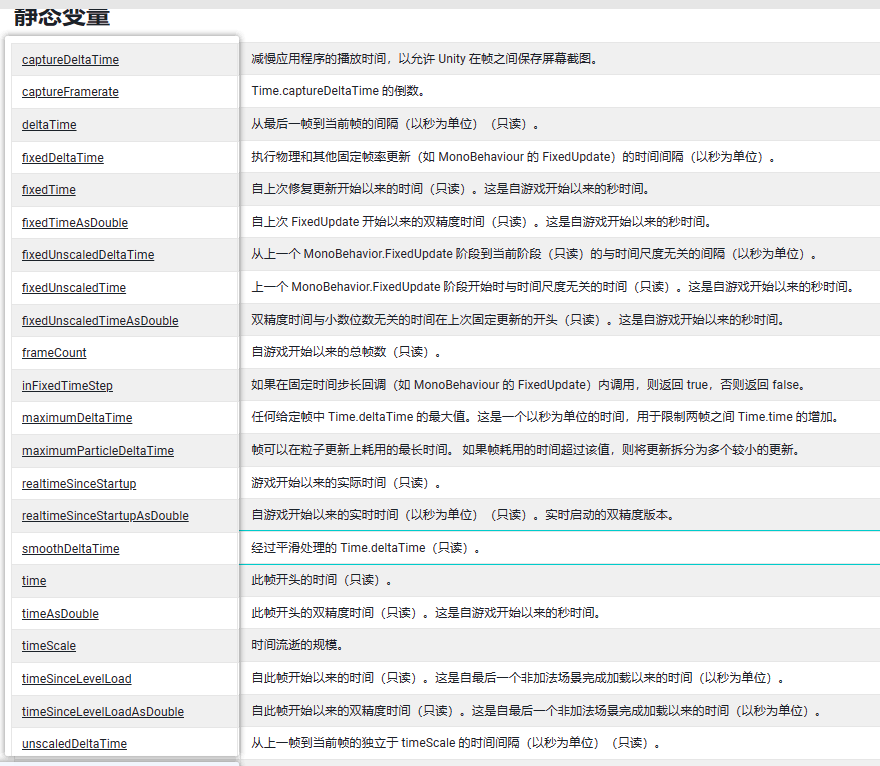 静态变量
captureDeltaTime 减慢应用程序的播放时间，以允许 Unity 在帧之间保存屏幕截图。
captureFramerate Time.captureDeltaTime 的倒数。
deltaTime 从最后一帧到当前帧的间隔（以秒为单位）（只读）。
fixedDeltaTime 执行物理和其他固定帧率更新（如 MonoBehaviour 的 FixedUpdate）的时间间隔（以秒为单位）。
fixedTime 自上次修复更新开始以来的时间（只读）。这是自游戏开始以来的秒时间。
fixedTimeAsDouble 自上次 FixedUpdate 开始以来的双精度时间（只读）。这是自游戏开始以来的秒时间。
fixedUnscaledDeltaTime 从上一个 MonoBehavior.FixedUpdate 阶段到当前阶段（只读）的与时间尺度无关的间隔（以秒为单位）。
fixedUnscaledTime 上一个 MonoBehavior.FixedUpdate 阶段开始时与时间尺度无关的时间（只读）。这是自游戏开始以来的秒时间。
fixedUnscaledTimeAsDouble 双精度时间与小数位数无关的时间在上次固定更新的开头（只读）。这是自游戏开始以来的秒时间。
frameCount 自游戏开始以来的总帧数（只读）。
inFixedTimeStep 如果在固定时间步长回调（如 MonoBehaviour 的 FixedUpdate）内调用，则返回 true，否则返回 false。
maximumDeltaTime 任何给定帧中 Time.deltaTime 的最大值。这是一个以秒为单位的时间，用于限制两帧之间 Time.time 的增加。
maximumParticleDeltaTime 帧可以在粒子更新上耗用的最长时间。 如果帧耗用的时间超过该值，则将更新拆分为多个较小的更新。
realtimeSinceStartup 游戏开始以来的实际时间（只读）。
realtimeSinceStartupAsDouble 自游戏开始以来的实时时间（以秒为单位）（只读）。实时启动的双精度版本。
smoothDeltaTime 经过平滑处理的 Time.deltaTime（只读）。
time 此帧开头的时间（只读）。
timeAsDouble 此帧开头的双精度时间（只读）。这是自游戏开始以来的秒时间。
timeScale 时间流逝的规模。
timeSinceLevelLoad 自此帧开始以来的时间（只读）。这是自最后一个非加法场景完成加载以来的时间（以秒为单位）。
timeSinceLevelLoadAsDouble 自此帧开始以来的双精度时间（只读）。这是自最后一个非加法场景完成加载以来的时间（以秒为单位）。
unscaledDeltaTime 从上一帧到当前帧的独立于 timeScale 的时间间隔（以秒为单位）（只读）。